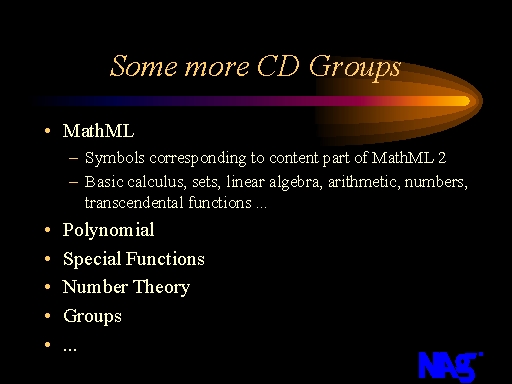 Some more CD Groups
• MathML
– Symbols corresponding to content part of MathML 2
– Basic calculus, sets, linear algebra, arithmetic, numbers,
transcendental functions ...
• Polynomial
• Special Functions
• Number Theory
• Groups
• ...
NAG